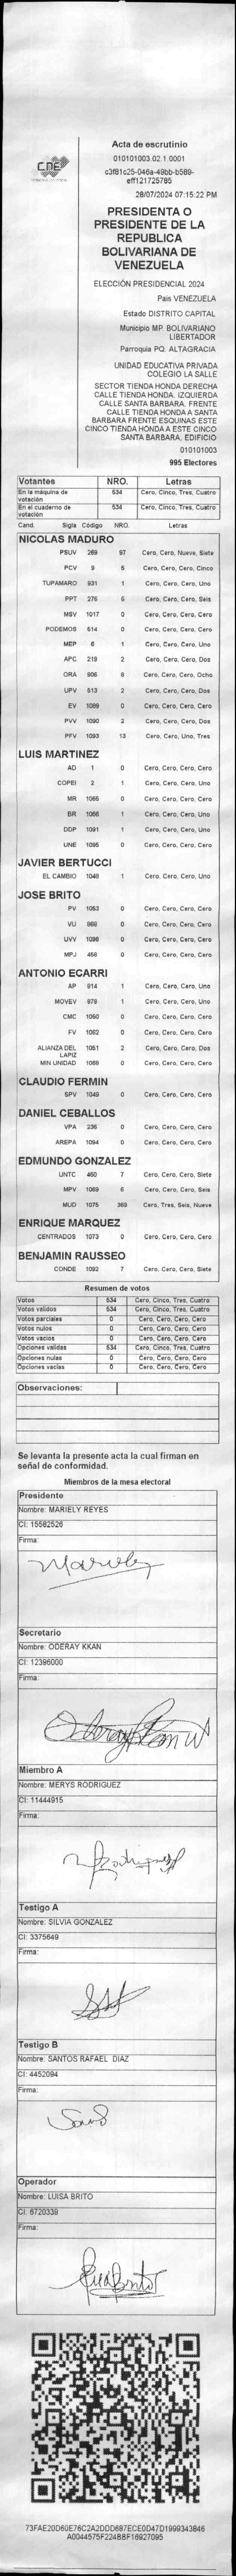 CNE
Acta de escrutinio
010101003.02.1.0001
c3f81c25-046a-49bb-b589-
eff121725765
28/07/2024 07:15:22 PM
PRESIDENTA O
PRESIDENTE DE LA
REPUBLICA
BOLIVARIANA DE
VENEZUELA
ELECCIÓN PRESIDENCIAL 2024
Pais VENEZUELA
Estado DISTRITO CAPITAL
Municipio MP. BOLIVARIANO
LIBERTADOR
Parroquia PQ. ALTAGRACIA
UNIDAD EDUCATIVA PRIVADA
COLEGIO LA SALLE
SECTOR TIENDA HONDA DERECHA
CALLE TIENDA HONDA. IZQUIERDA
CALLE SANTA BARBARA. FRENTE
CALLE TIENDA HONDA A SANTA
BARBARA FRENTE ESQUINAS ESTE
CINCO TIENDA HONDA A ESTE CINCO
SANTA BARBARA. EDIFICIO
010101003
995 Electores
Votantes NRO. Letras
En la máquina de votación 534 Cero, Cinco, Tres, Cuatro
En el cuaderno de votación 534 Cero, Cinco, Tres, Cuatro
Cand. Sigla Código NRO. Letras
NICOLAS MADURO
PSUV 269 97 Cero, Cero, Nueve, Siete
PCV 9 5 Cero, Cero, Cero, Cinco
TUPAMARO 931 1 Cero, Cero, Cero, Uno
PPT 276 6 Cero, Cero, Cero, Seis
MSV 1017 0 Cero, Cero, Cero, Cero
PODEMOS 514 0 Cero, Cero, Cero, Cero
MEP 6 1 Cero, Cero, Cero, Uno
APC 219 2 Cero, Cero, Cero, Dos
ORA 906 8 Cero, Cero, Cero, Ocho
UPV 513 2 Cero, Cero, Cero, Dos
EV 1089 0 Cero, Cero, Cero, Cero
PVV 1090 2 Cero, Cero, Cero, Dos
PFV 1093 13 Cero, Cero, Uno, Tres
LUIS MARTINEZ
AD 1 0 Cero, Cero, Cero, Cero
COPEI 2 1 Cero, Cero, Cero, Uno
MR 1065 0 Cero, Cero, Cero, Cero
BR 1066 1 Cero, Cero, Cero, Uno
DDP 1091 1 Cero, Cero, Cero, Uno
UNE 1095 0 Cero, Cero, Cero, Cero
JAVIER BERTUCCI
EL CAMBIO 1048 1 Cero, Cero, Cero, Uno
JOSE BRITO
PV 1053 0 Cero, Cero, Cero, Cero
VU 868 0 Cero, Cero, Cero, Cero
UVV 1096 0 Cero, Cero, Cero, Cero
MPJ 458 0 Cero, Cero, Cero, Cero
ANTONIO ECARRI
AP 914 1 Cero, Cero, Cero, Uno
MOVEV 978 1 Cero, Cero, Cero, Uno
CMC 1050 0 Cero, Cero, Cero, Cero
FV 1062 0 Cero, Cero, Cero, Cero
ALIANZA DEL LAPIZ 1051 2 Cero, Cero, Cero, Dos
MIN UNIDAD 1068 0 Cero, Cero, Cero, Cero
CLAUDIO FERMIN
SPV 1049 0 Cero, Cero, Cero, Cero
DANIEL CEBALLOS
VPA 236 0 Cero, Cero, Cero, Cero
AREPA 1094 0 Cero, Cero, Cero, Cero
EDMUNDO GONZALEZ
UNTC 460 7 Cero, Cero, Cero, Siete
MPV 1069 6 Cero, Cero, Cero, Seis
MUD 1075 369 Cero, Tres, Seis, Nueve
ENRIQUE MARQUEZ
CENTRADOS 1073 0 Cero, Cero, Cero, Cero
BENJAMIN RAUSSEO
CONDE 1092 7 Cero, Cero, Cero, Siete
Resumen de votos
Votos 534 Cero, Cinco, Tres, Cuatro
Votos validos 534 Cero, Cinco, Tres, Cuatro
Votos parciales 0 Cero, Cero, Cero, Cero
Votos nulos 0 Cero, Cero, Cero, Cero
Votos vacíos 0 Cero, Cero, Cero, Cero
Opciones validas 534 Cero, Cinco, Tres, Cuatro
Opciones nulas 0 Cero, Cero, Cero, Cero
Opciones vacías 0 Cero, Cero, Cero, Cero
Observaciones:
Se levanta la presente acta la cual firman en
señal de conformidad.
Miembros de la mesa electoral
Presidente
Nombre: MARIELY REYES
CI: 15582526
Firma:
Secretario
Nombre: ODERAY KKAN
CI: 12396000
Firma:
Miembro A
Nombre: MERYS RODRIGUEZ
CI: 11444915
Firma:
Testigo A
Nombre: SILVIA GONZALEZ
CI: 3375649
Firma:
Testigo B
Nombre: SANTOS RAFAEL DIAZ
CI: 4452094
Firma:
Operador
Nombre: LUISA BRITO
CI: 6720339
Firma:
73FAE20D60E76C2A2DDD687ECE0D47D1999343846
A0044575F224BBF16927095